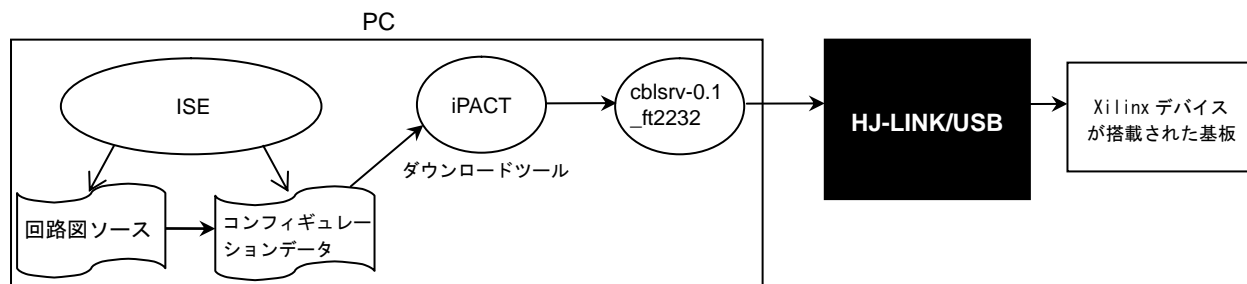 PC
ISE
iPACT
cblsrv-0.1
_ft2232
HJ-LINK/USB
Xilinx デバイス
が搭載された基板
ダウンロードツール
回路図ソース
コンフィギュレー
ションデータ